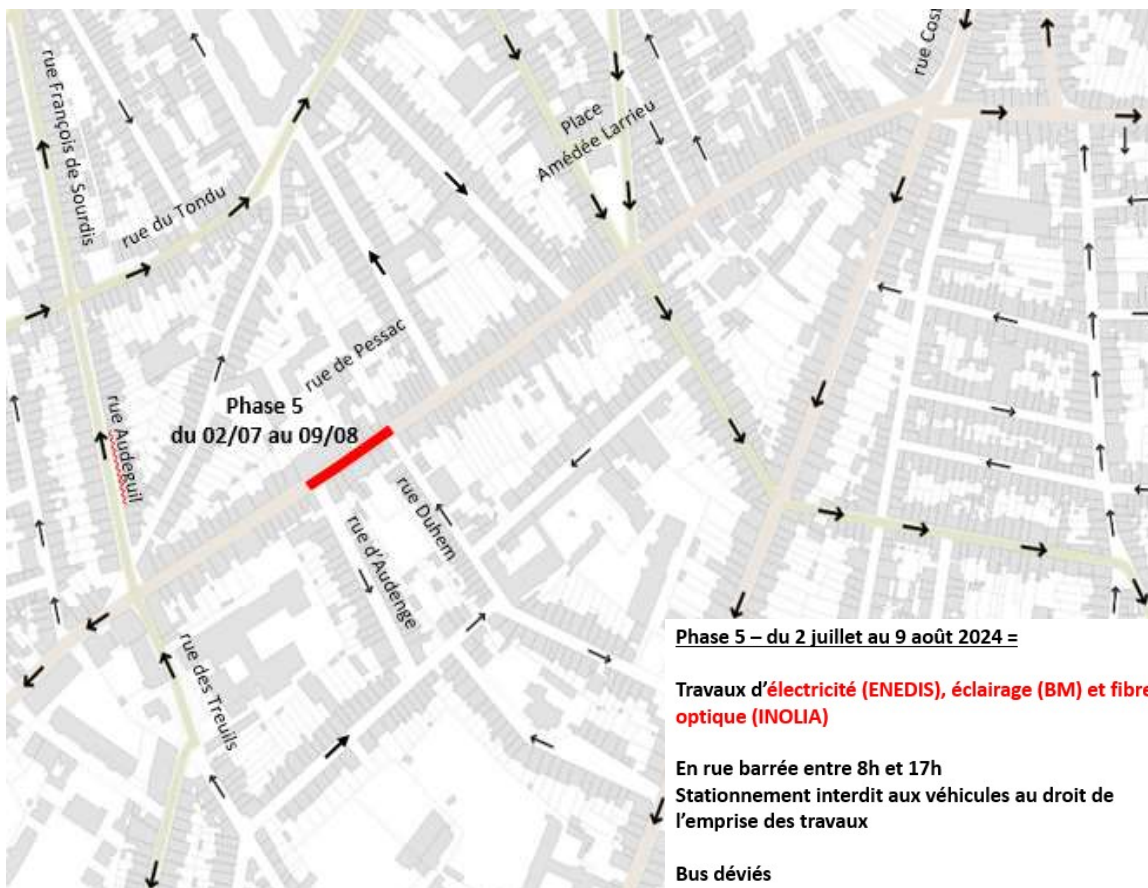 rue François de Sourdis
rue du Tondu
Place
Amédée Larrieu
rue de Pessac
Phase 5
du 02/07 au 09/08
rue Audeguil
rue Duhem
rue d'Audenge
rue des Treuils
Phase 5 – du 2 juillet au 9 août 2024 =
Travaux d'électricité (ENEDIS), éclairage (BM) et fibre
optique (INOLIA)
En rue barrée entre 8h et 17h
Stationnement interdit aux véhicules au droit de
l'emprise des travaux
Bus déviés